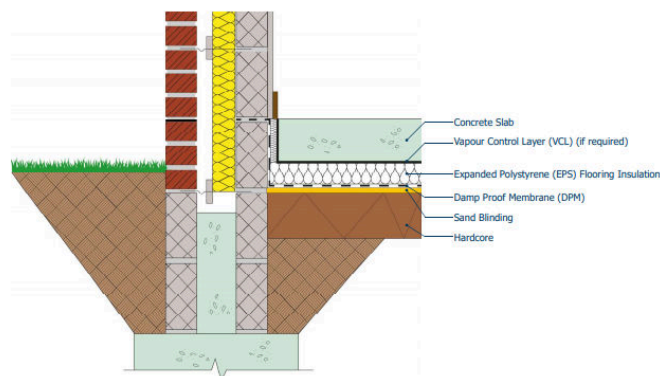 Concrete Slab
Vapour Control Layer (VCL) (if required)
Expanded Polystyrene (EPS) Flooring Insulation
Damp Proof Membrane (DPM)
Sand Blinding
Hardcore